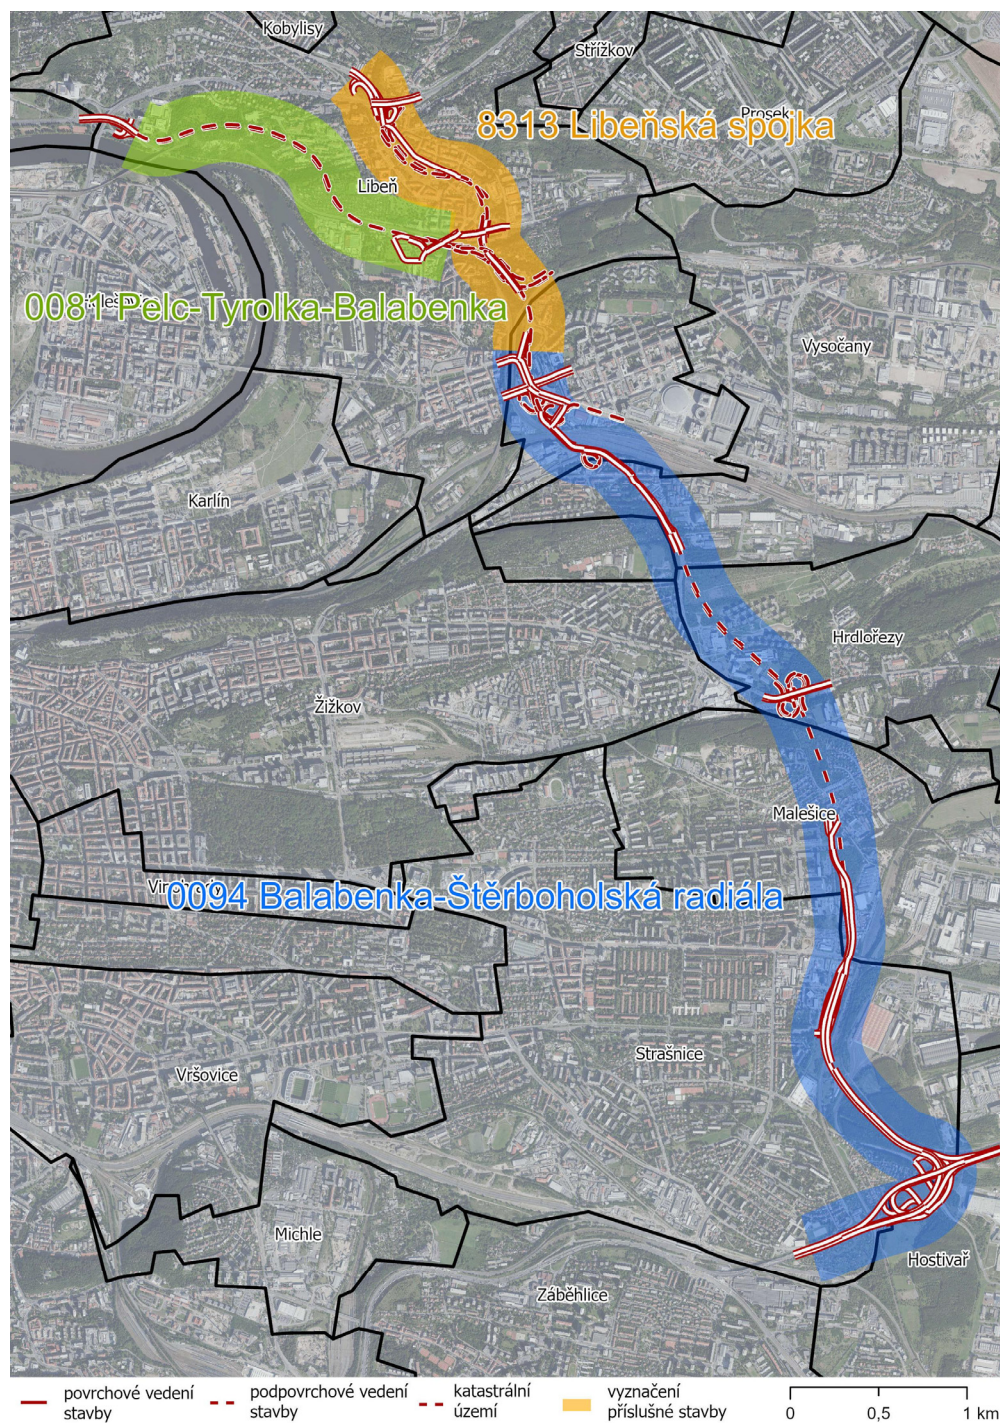 Kobylisy
Střížkov
Prosek
8313 Libeňská spojka
Libeň
0081 Pelc-Tyrolka-Balabenka
Vysočany
Karlín
Hrdlořezy
Žižkov
Malešice
0094 Balabenka-Štěrboholská radiála
Strašnice
Vršovice
Michle
Hostivař
Záběhlice
povrchové vedení
stavby
podpovrchové vedení
stavby
katastrální
území
vyznačení
příslušné stavby
0 0,5 1 km